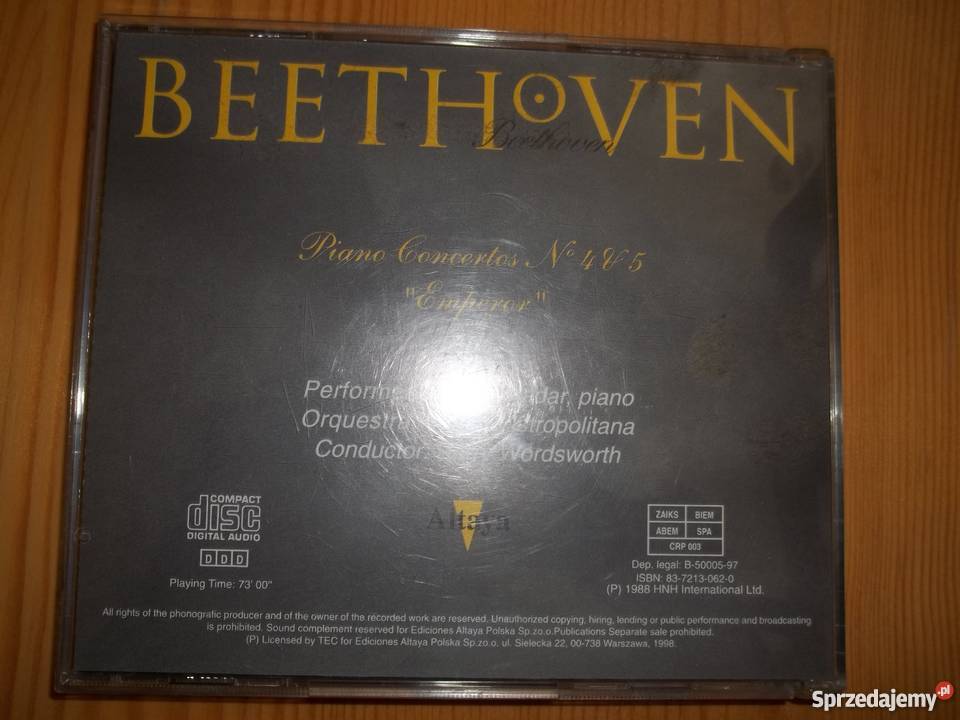 BEETHOVEN
Beethoven
Piano Concertos Nº 4 & 5
"Emperor"
dar, piano
Orquestr tropolitana
Conductor: Wordsworth
COMPACT
disc
DIGITAL AUDIO
DDD
Playing Time: 73' 00"
Altaya
ZAIKS BIEM
ABEM SPA
CRP 003
Dep. legal: B-50005-97
ISBN: 83-7213-062-0
(P) 1988 HNH International Ltd.
All rights of the phonografic producer and of the owner of the recorded work are reserved. Unauthorized copying, hiring, lending or public performance and broadcasting
is prohibited. Sound complement reserved for Ediciones Altaya Polska Sp.zo.o.Publications Separate sale prohibited.
(P) Licensed by TEC for Ediciones Altaya Polska Sp.zo.o. ul. Sielecka 22, 00-738 Warszawa, 1998.
Sprzedajemy.pl